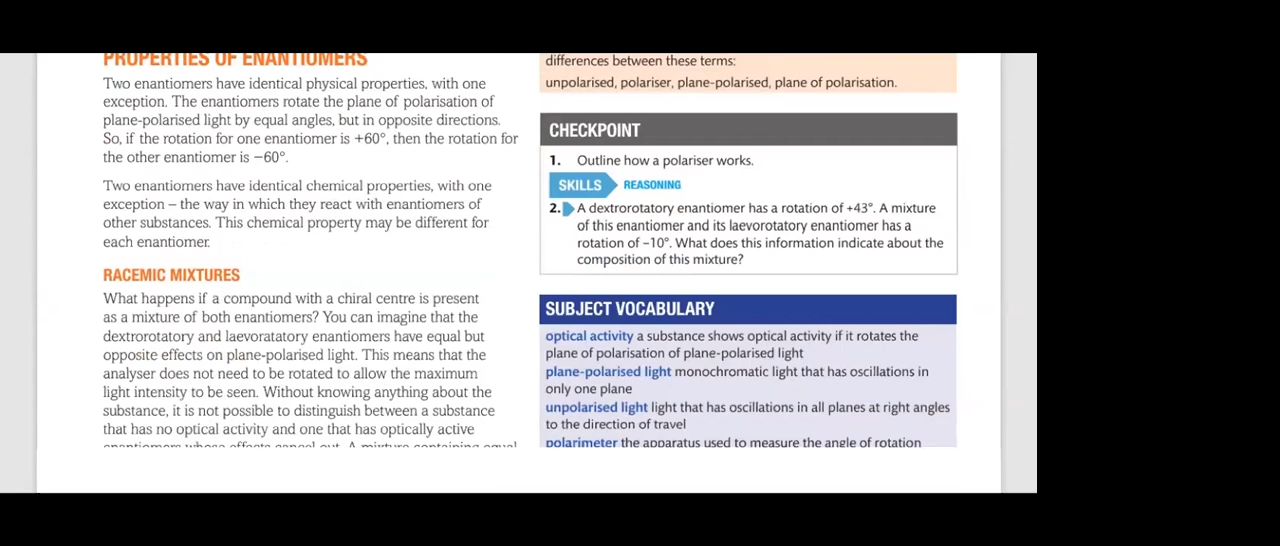 PROPERTIES OF ENANTIOMERS
Two enantiomers have identical physical properties, with one
exception. The enantiomers rotate the plane of polarisation of
plane-polarised light by equal angles, but in opposite directions.
So, if the rotation for one enantiomer is +60°, then the rotation for
the other enantiomer is −60°.
Two enantiomers have identical chemical properties, with one
exception – the way in which they react with enantiomers of
other substances. This chemical property may be different for
each enantiomer.
RACEMIC MIXTURES
What happens if a compound with a chiral centre is present
as a mixture of both enantiomers? You can imagine that the
dextrorotatory and laevoratatory enantiomers have equal but
opposite effects on plane-polarised light. This means that the
analyser does not need to be rotated to allow the maximum
light intensity to be seen. Without knowing anything about the
substance, it is not possible to distinguish between a substance
that has no optical activity and one that has optically active
enantiomers whose effects cancel out. A mixture containing equal
differences between these terms:
unpolarised, polariser, plane-polarised, plane of polarisation.
CHECKPOINT
1. Outline how a polariser works.
SKILLS REASONING
2. A dextrorotatory enantiomer has a rotation of +43°. A mixture
of this enantiomer and its laevorotatory enantiomer has a
rotation of −10°. What does this information indicate about the
composition of this mixture?
SUBJECT VOCABULARY
optical activity a substance shows optical activity if it rotates the
plane of polarisation of plane-polarised light
plane-polarised light monochromatic light that has oscillations in
only one plane
unpolarised light light that has oscillations in all planes at right angles
to the direction of travel
polarimeter the apparatus used to measure the angle of rotation